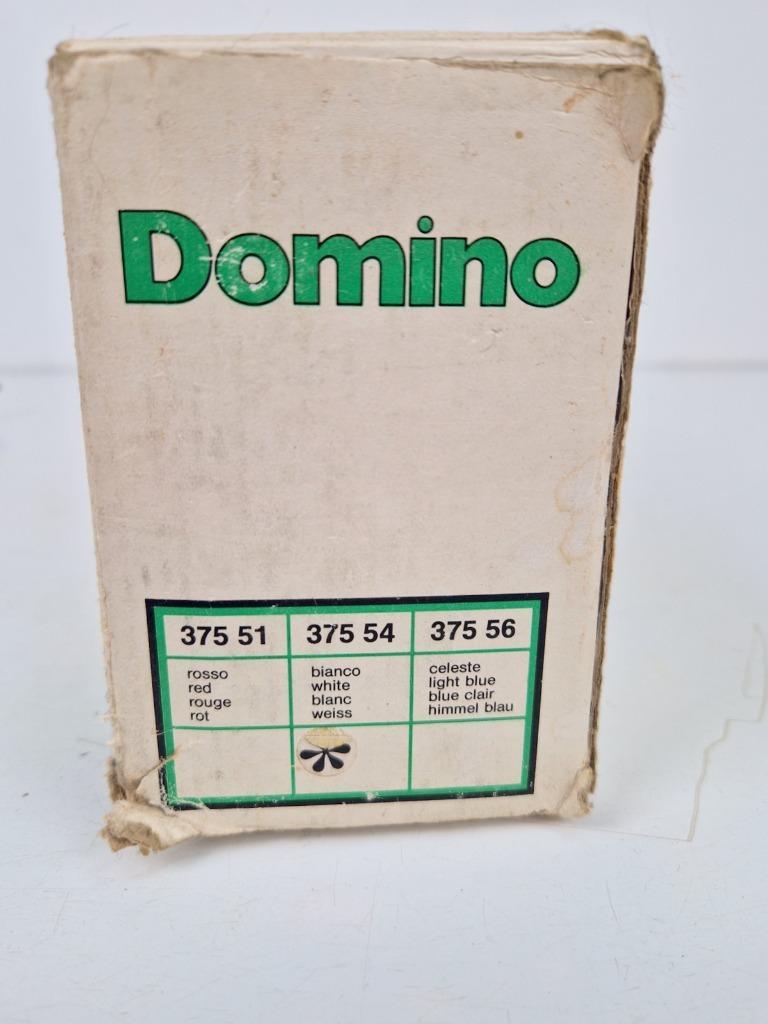 Domino
375 51 375 54 375 56
rosso bianco celeste
red white light blue
rouge blanc blue clair
rot weiss himmel blau